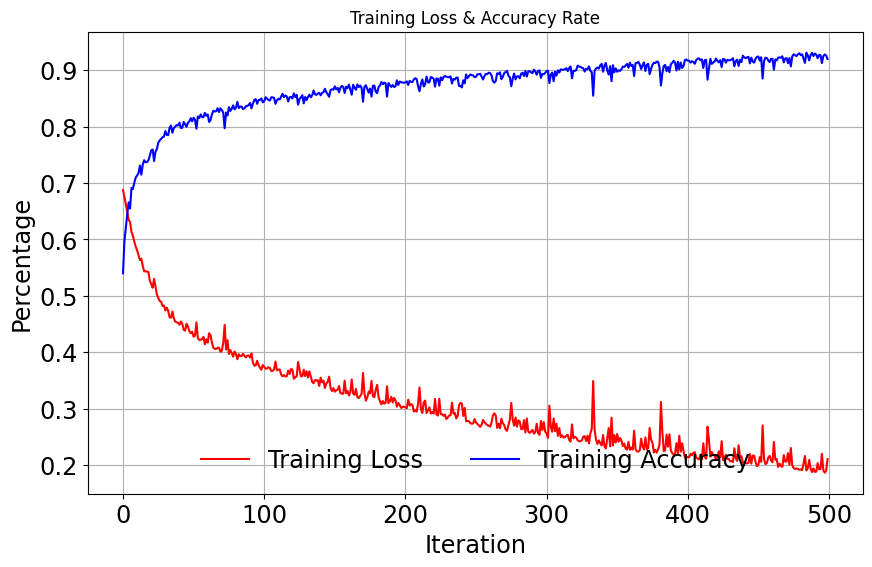 Training Loss & Accuracy Rate
Percentage
0.9
0.8
0.7
0.6
0.5
0.4
0.3
0.2
Training Loss
Training Accuracy
0 100 200 300 400 500
Iteration